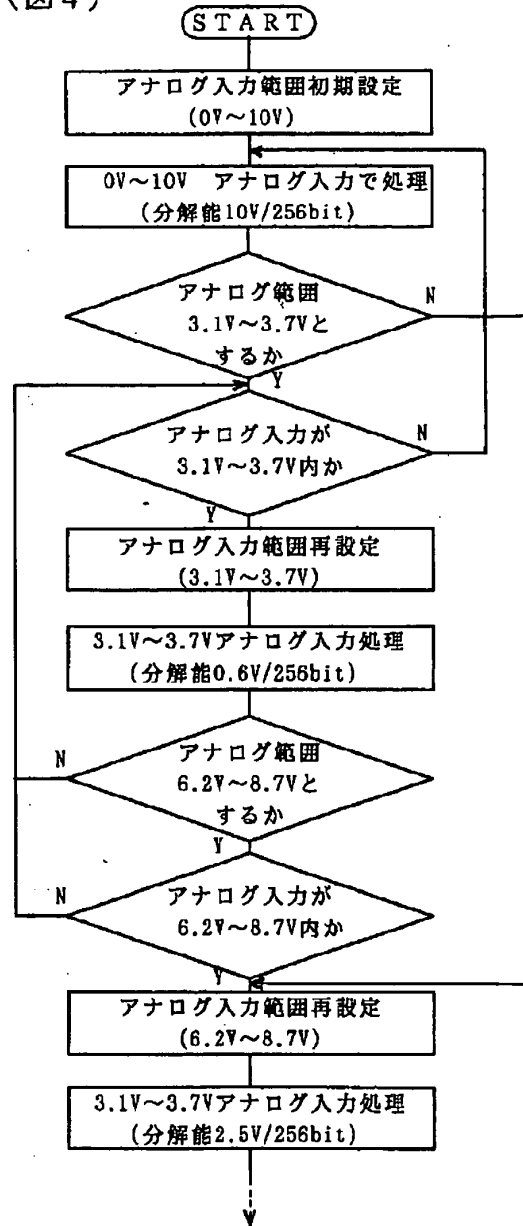 (図4)
START
アナログ入力範囲初期設定
(0V～10V)
0V～10V アナログ入力で処理
(分解能10V/256bit)
アナログ範囲
3.1V～3.7Vと
するか
N
Y
アナログ入力が
3.1V～3.7V内か
N
Y
アナログ入力範囲再設定
(3.1V～3.7V)
3.1V～3.7Vアナログ入力処理
(分解能0.6V/256bit)
アナログ範囲
6.2V～8.7Vと
するか
N
Y
アナログ入力が
6.2V～8.7V内か
N
Y
アナログ入力範囲再設定
(6.2V～8.7V)
3.1V～3.7Vアナログ入力処理
(分解能2.5V/256bit)